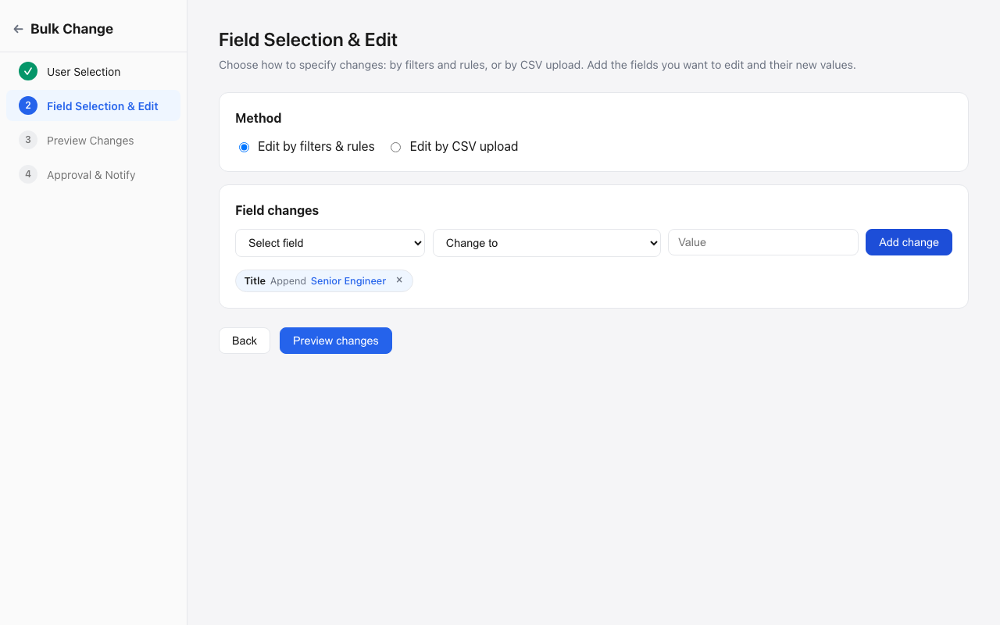 Bulk Change
User Selection
2 Field Selection & Edit
3 Preview Changes
4 Approval & Notify
Field Selection & Edit
Choose how to specify changes: by filters and rules, or by CSV upload. Add the fields you want to edit and their new values.
Method
Edit by filters & rules Edit by CSV upload
Field changes
Select field Change to Value Add change
Title Append Senior Engineer ×
Back Preview changes